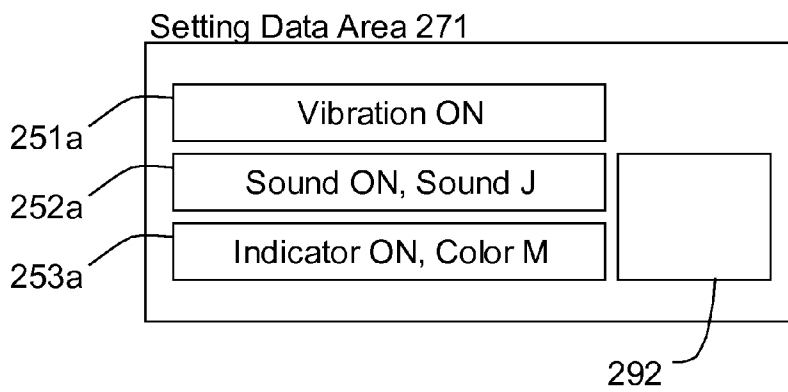 Setting Data Area 271
Vibration ON
251a
Sound ON, Sound J
252a
Indicator ON, Color M
253a
292